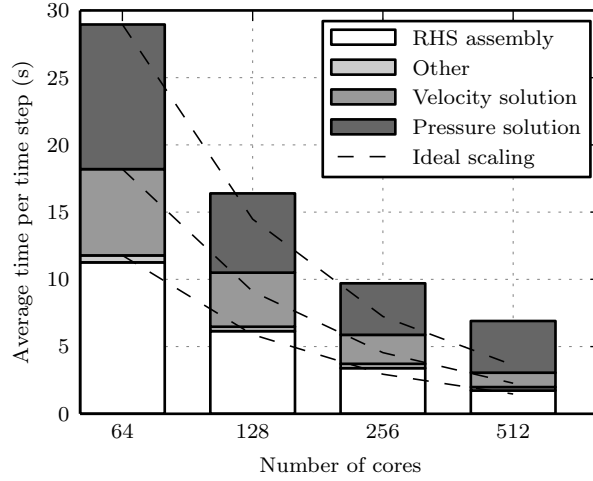 30
25
20
15
10
5
0
Average time per time step (s)
RHS assembly
Other
Velocity solution
Pressure solution
Ideal scaling
64 128 256 512
Number of cores